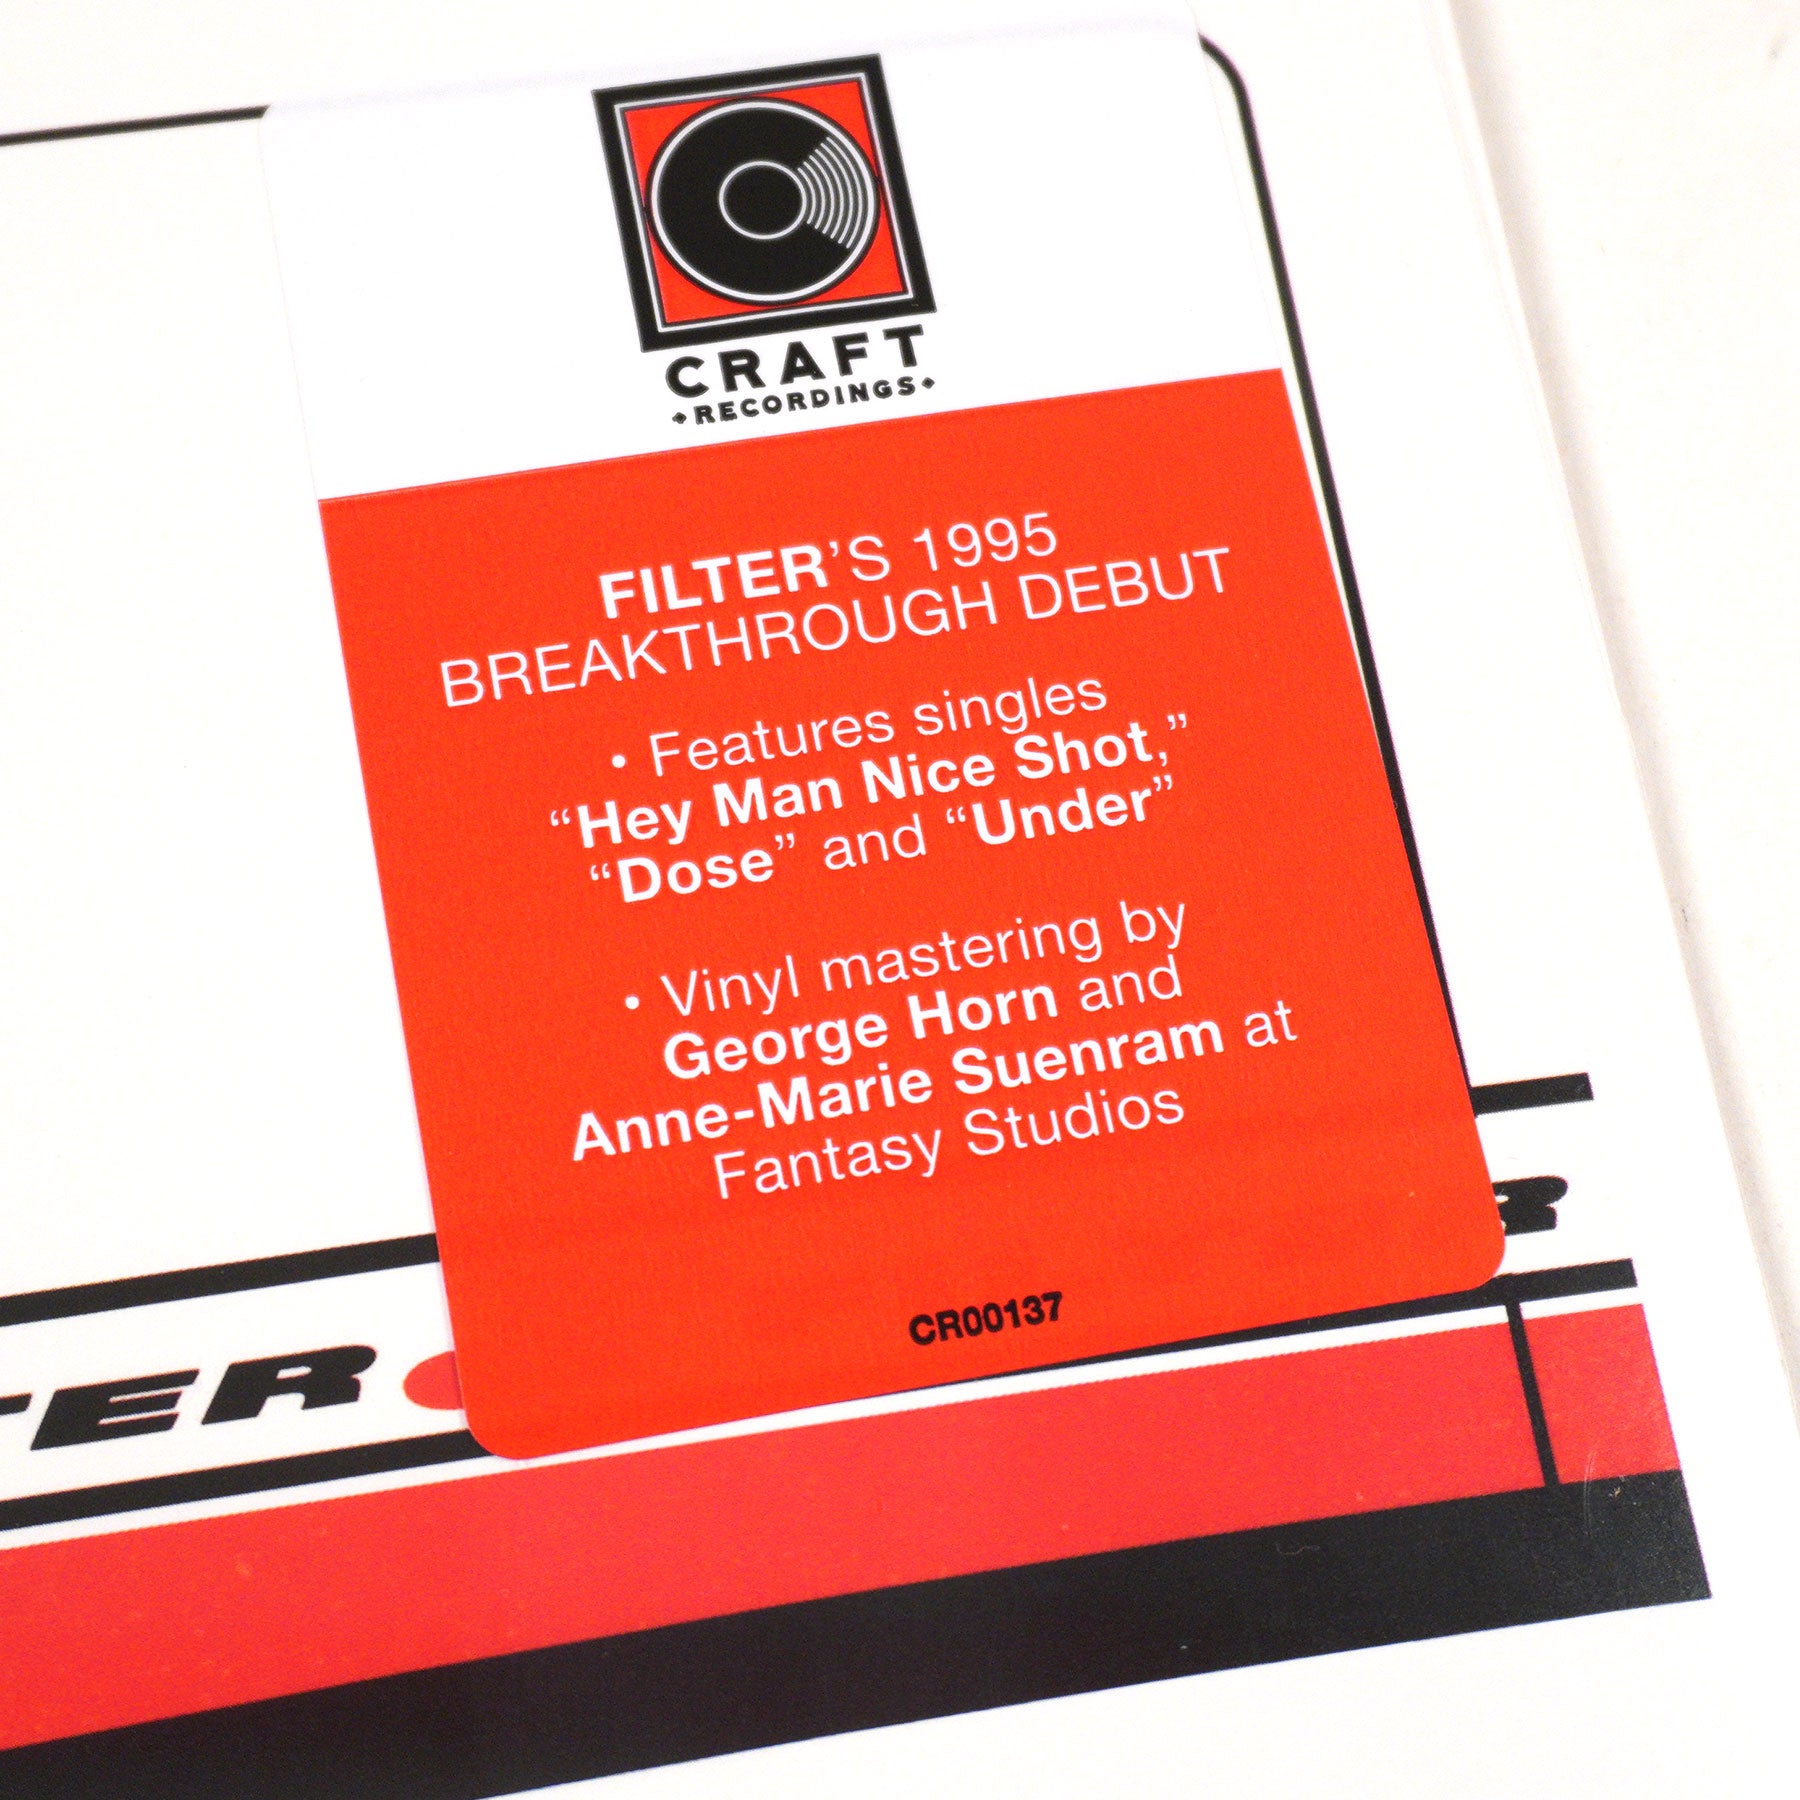 CRAFT
RECORDINGS
FILTER’S 1995
BREAKTHROUGH DEBUT
• Features singles
“Hey Man Nice Shot,”
“Dose” and “Under”
• Vinyl mastering by
George Horn and
Anne-Marie Suenram at
Fantasy Studios
CR00137
TER
R